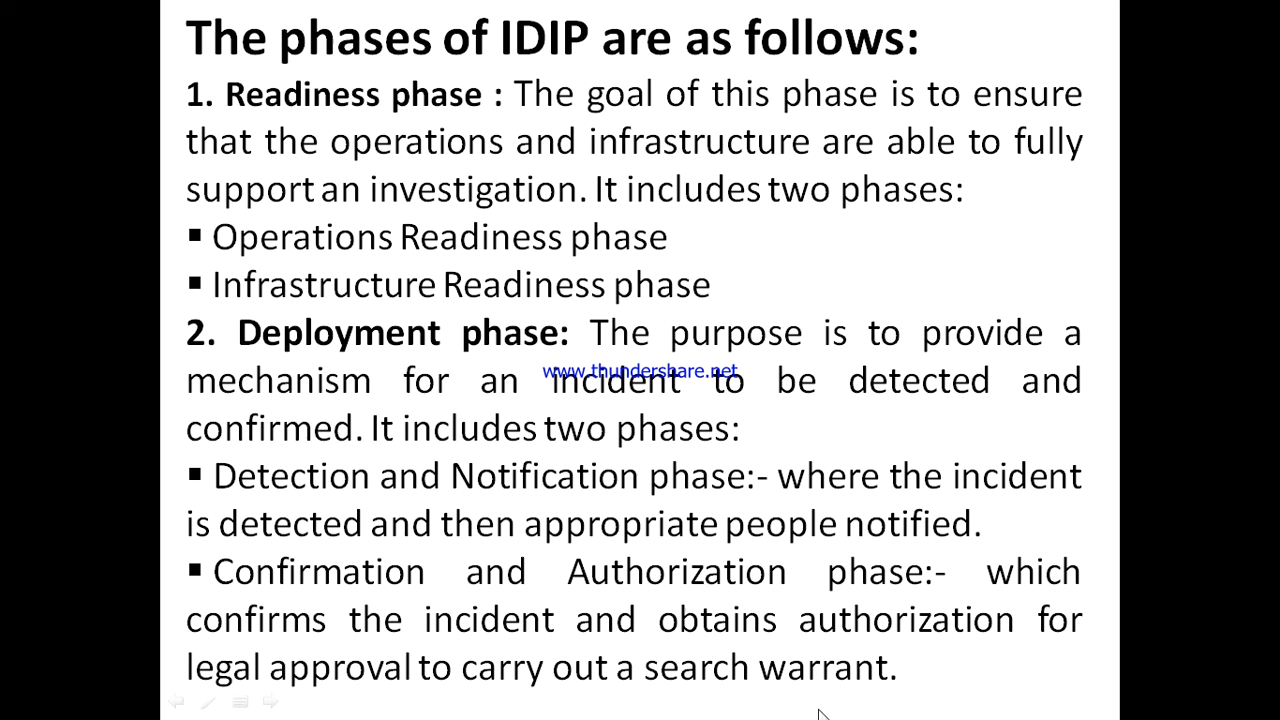 The phases of IDIP are as follows:
1. Readiness phase : The goal of this phase is to ensure
that the operations and infrastructure are able to fully
support an investigation. It includes two phases:
▪ Operations Readiness phase
▪ Infrastructure Readiness phase
2. Deployment phase: The purpose is to provide a
mechanism for an incident to be detected and
www.thundershare.net
confirmed. It includes two phases:
▪ Detection and Notification phase:- where the incident
is detected and then appropriate people notified.
▪ Confirmation and Authorization phase:- which
confirms the incident and obtains authorization for
legal approval to carry out a search warrant.